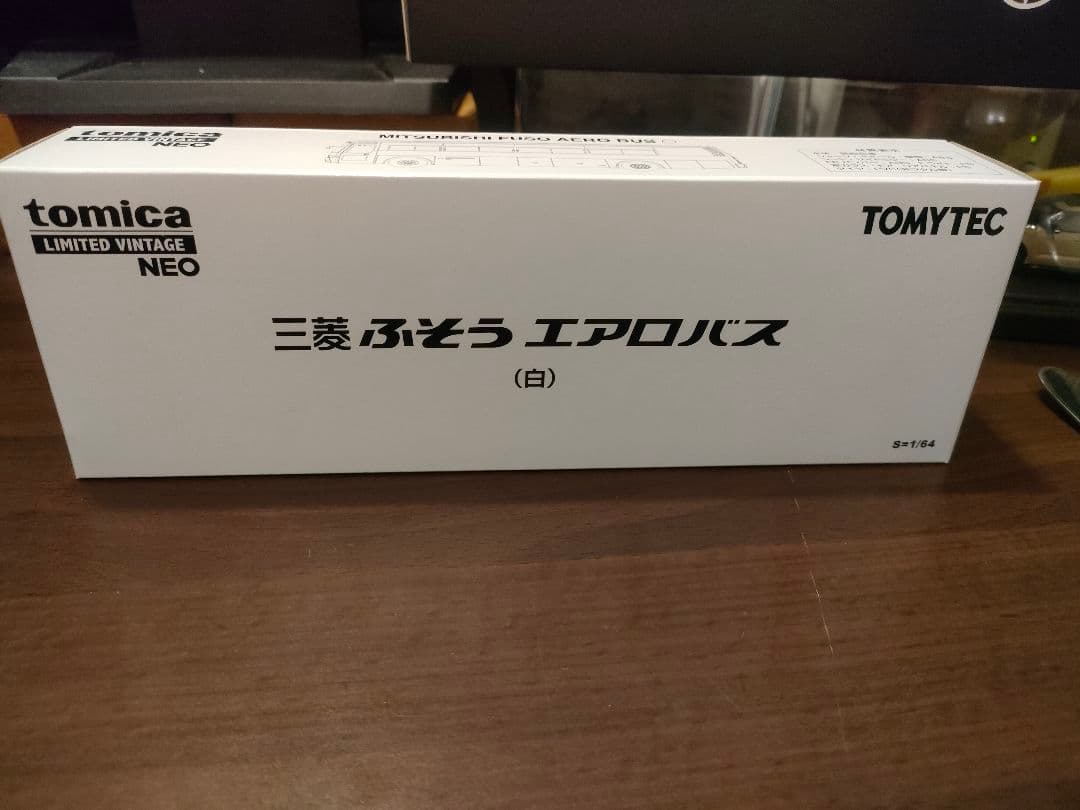 tomica
LIMITED VINTAGE
NEO
MITSUBISHI FUSO AERO BUS
tomica
LIMITED VINTAGE
NEO
TOMYTEC
三菱 ふそう エアロバス
（白）
S=1/64